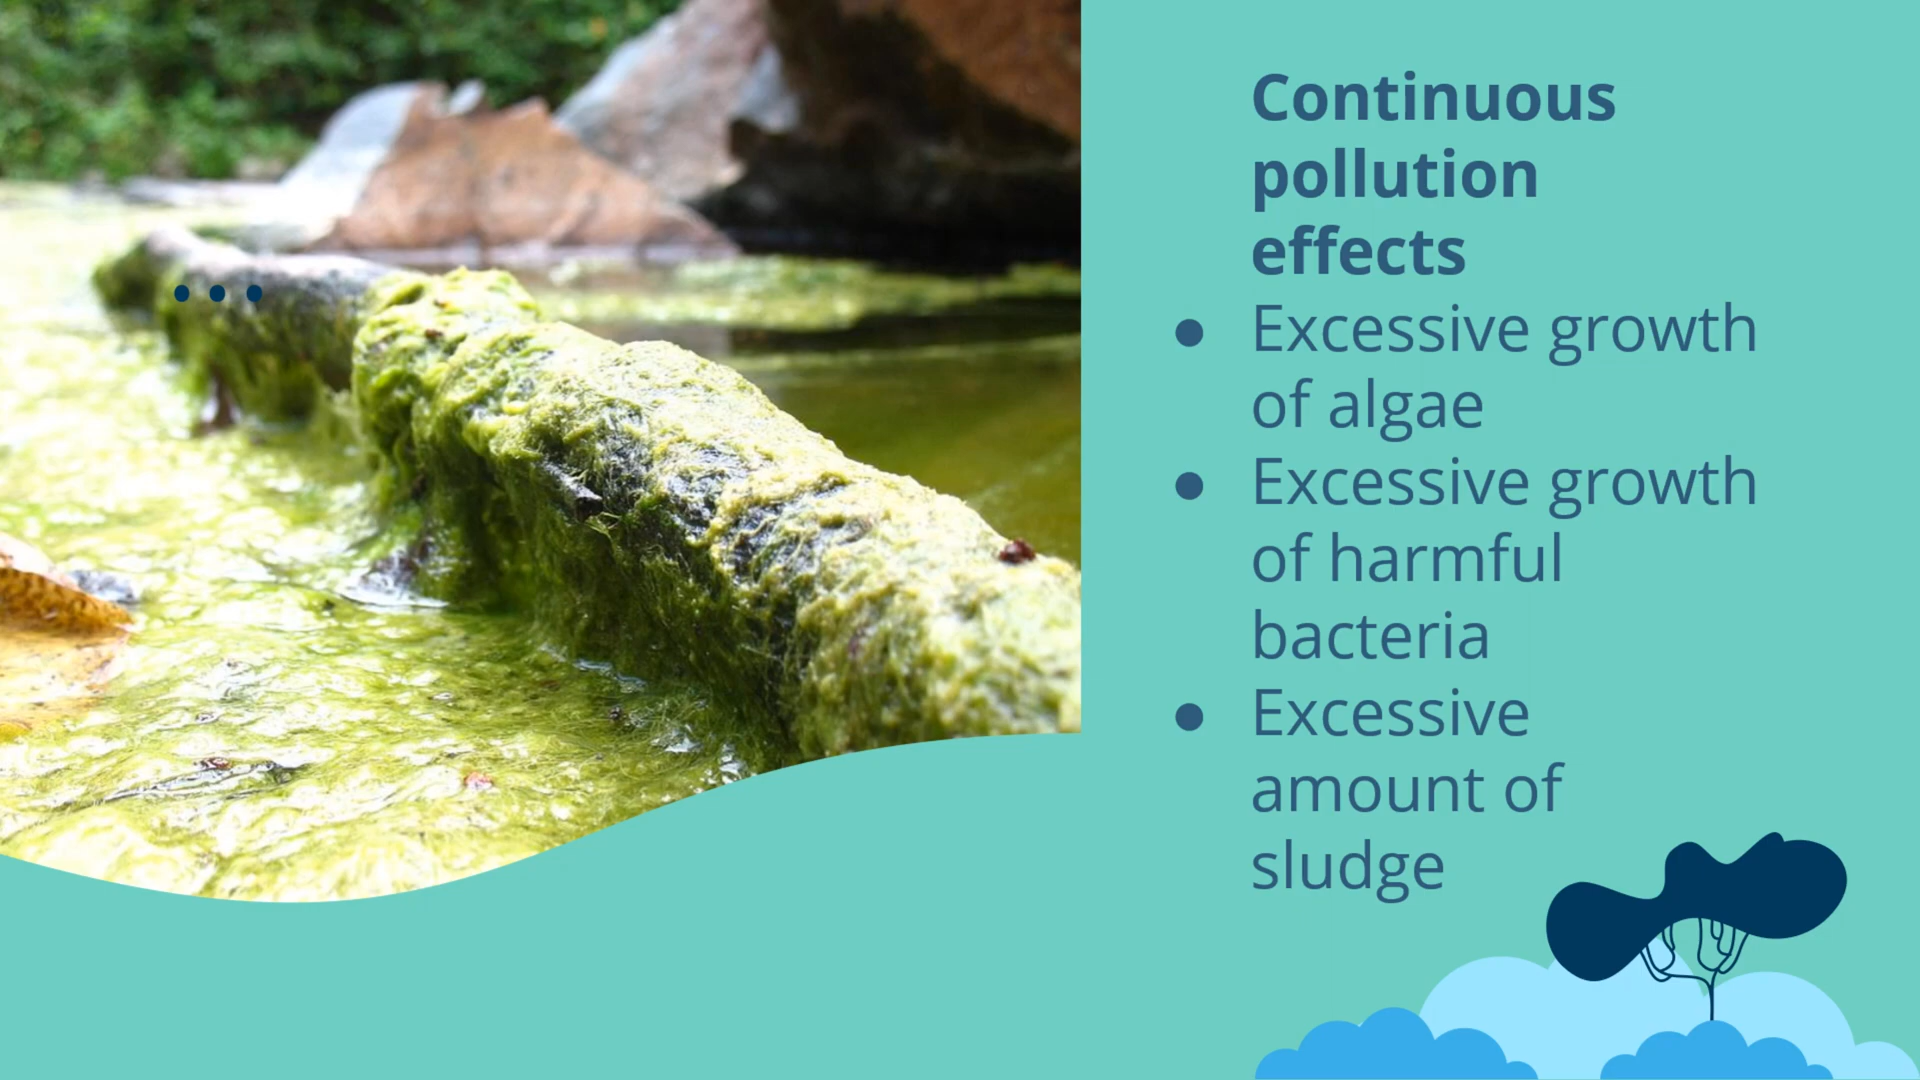 Continuous
pollution
effects
● Excessive growth
of algae
● Excessive growth
of harmful
bacteria
● Excessive
amount of
sludge